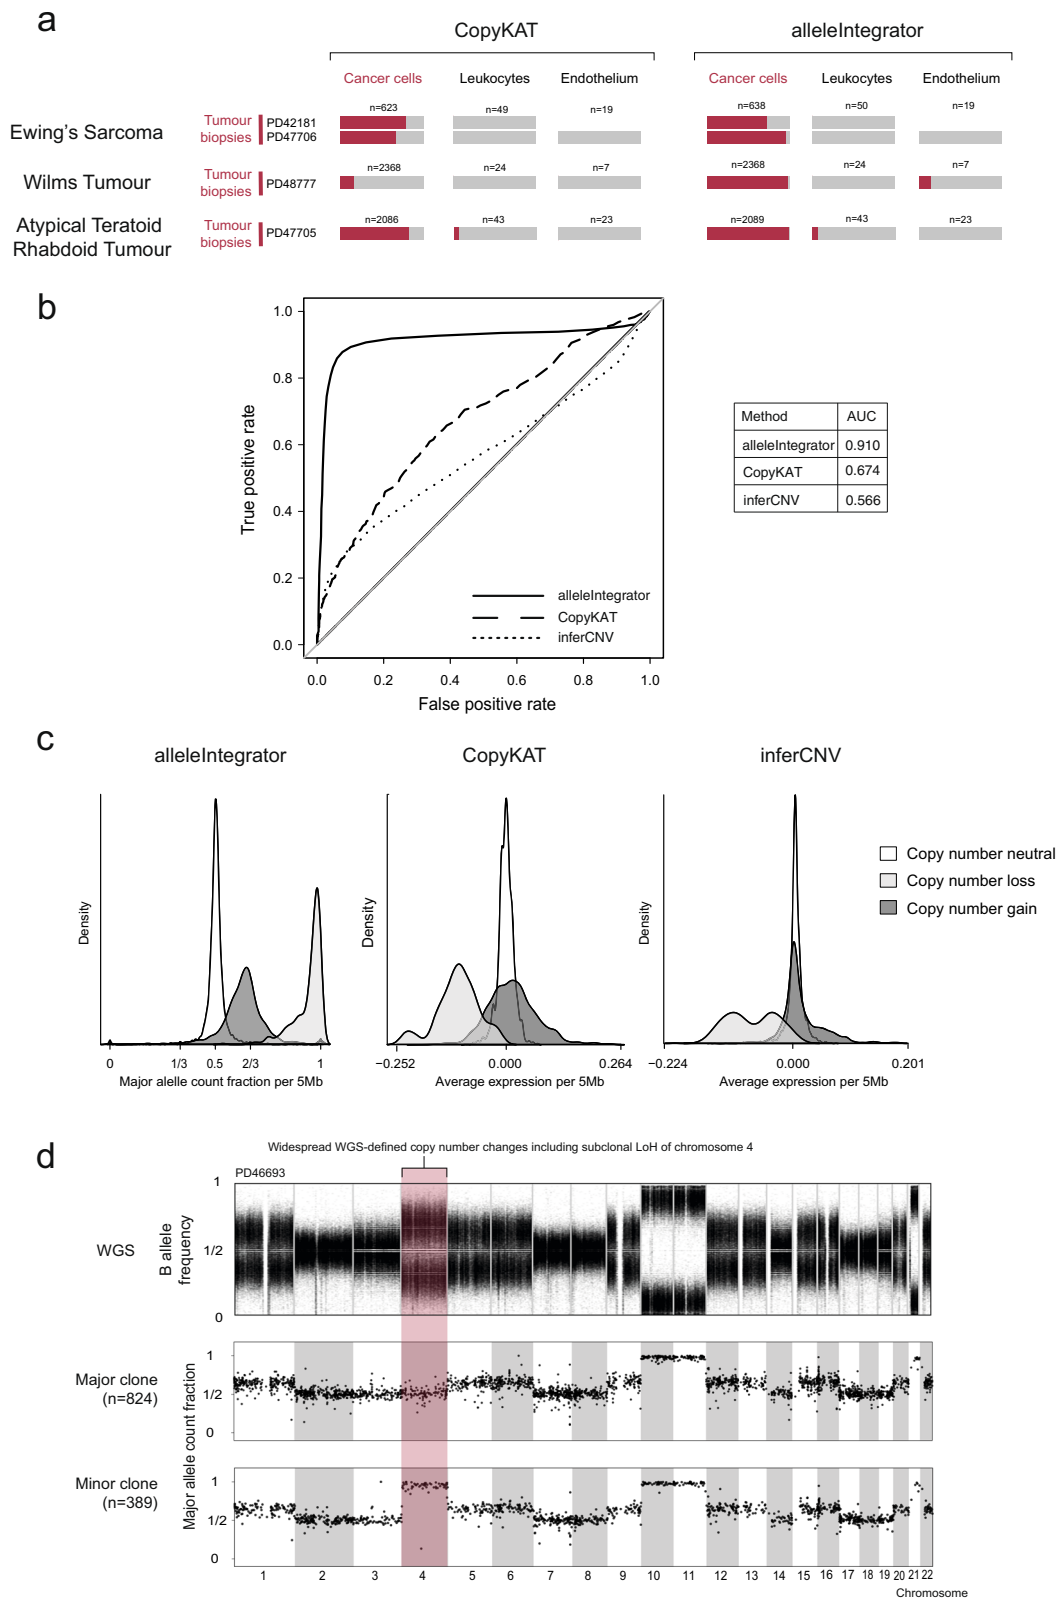 a
CopyKAT
alleleIntegrator
Cancer cells
Leukocytes
Endothelium
Cancer cells
Leukocytes
Endothelium
Ewing's Sarcoma
Tumour
biopsies
PD42181
PD47706
n=623
n=49
n=19
n=638
n=50
n=19
Wilms Tumour
Tumour
biopsies
PD48777
n=2368
n=24
n=7
n=2368
n=24
n=7
Atypical Teratoid
Rhabdoid Tumour
Tumour
biopsies
PD47705
n=2086
n=43
n=23
n=2089
n=43
n=23
b
True positive rate
1.0
0.8
0.6
0.4
0.2
0.0
0.0 0.2 0.4 0.6 0.8 1.0
False positive rate
alleleIntegrator
CopyKAT
inferCNV
Method AUC
alleleIntegrator 0.910
CopyKAT 0.674
inferCNV 0.566
c
alleleIntegrator
Density
0 1/3 0.5 2/3 1
Major alelle count fraction per 5Mb
CopyKAT
Density
−0.252 0.000 0.264
Average expression per 5Mb
inferCNV
Density
−0.224 0.000 0.201
Average expression per 5Mb
Copy number neutral
Copy number loss
Copy number gain
d
Widespread WGS-defined copy number changes including subclonal LoH of chromosome 4
PD46693
WGS
B allele
frequency
1
1/2
0
Major clone
(n=824)
Major allele count fraction
1
1/2
0
Minor clone
(n=389)
1
1/2
0
1 2 3 4 5 6 7 8 9 10 11 12 13 14 15 16 17 18 19 20 21 22
Chromosome